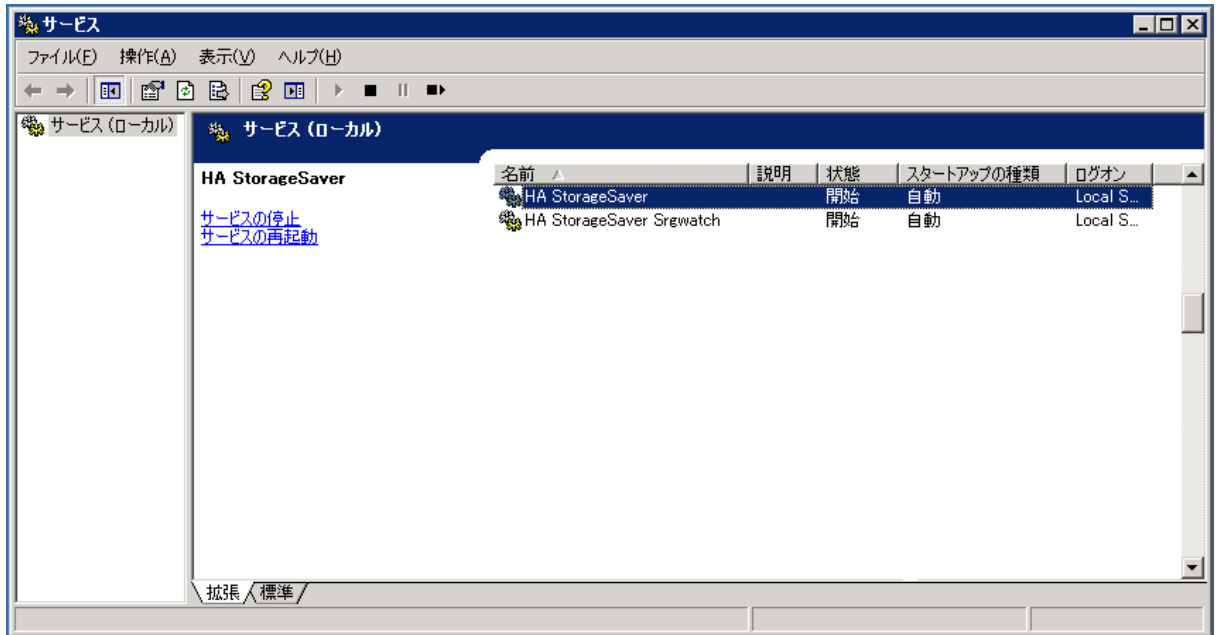 サービス
ファイル(F) 操作(A) 表示(V) ヘルプ(H)
サービス (ローカル)
サービス (ローカル)
HA StorageSaver
サービスの停止
サービスの再起動
名前 説明 状態 スタートアップの種類 ログオン
HA StorageSaver 開始 自動 Local S...
HA StorageSaver Srgwatch 開始 自動 Local S...
拡張 標準